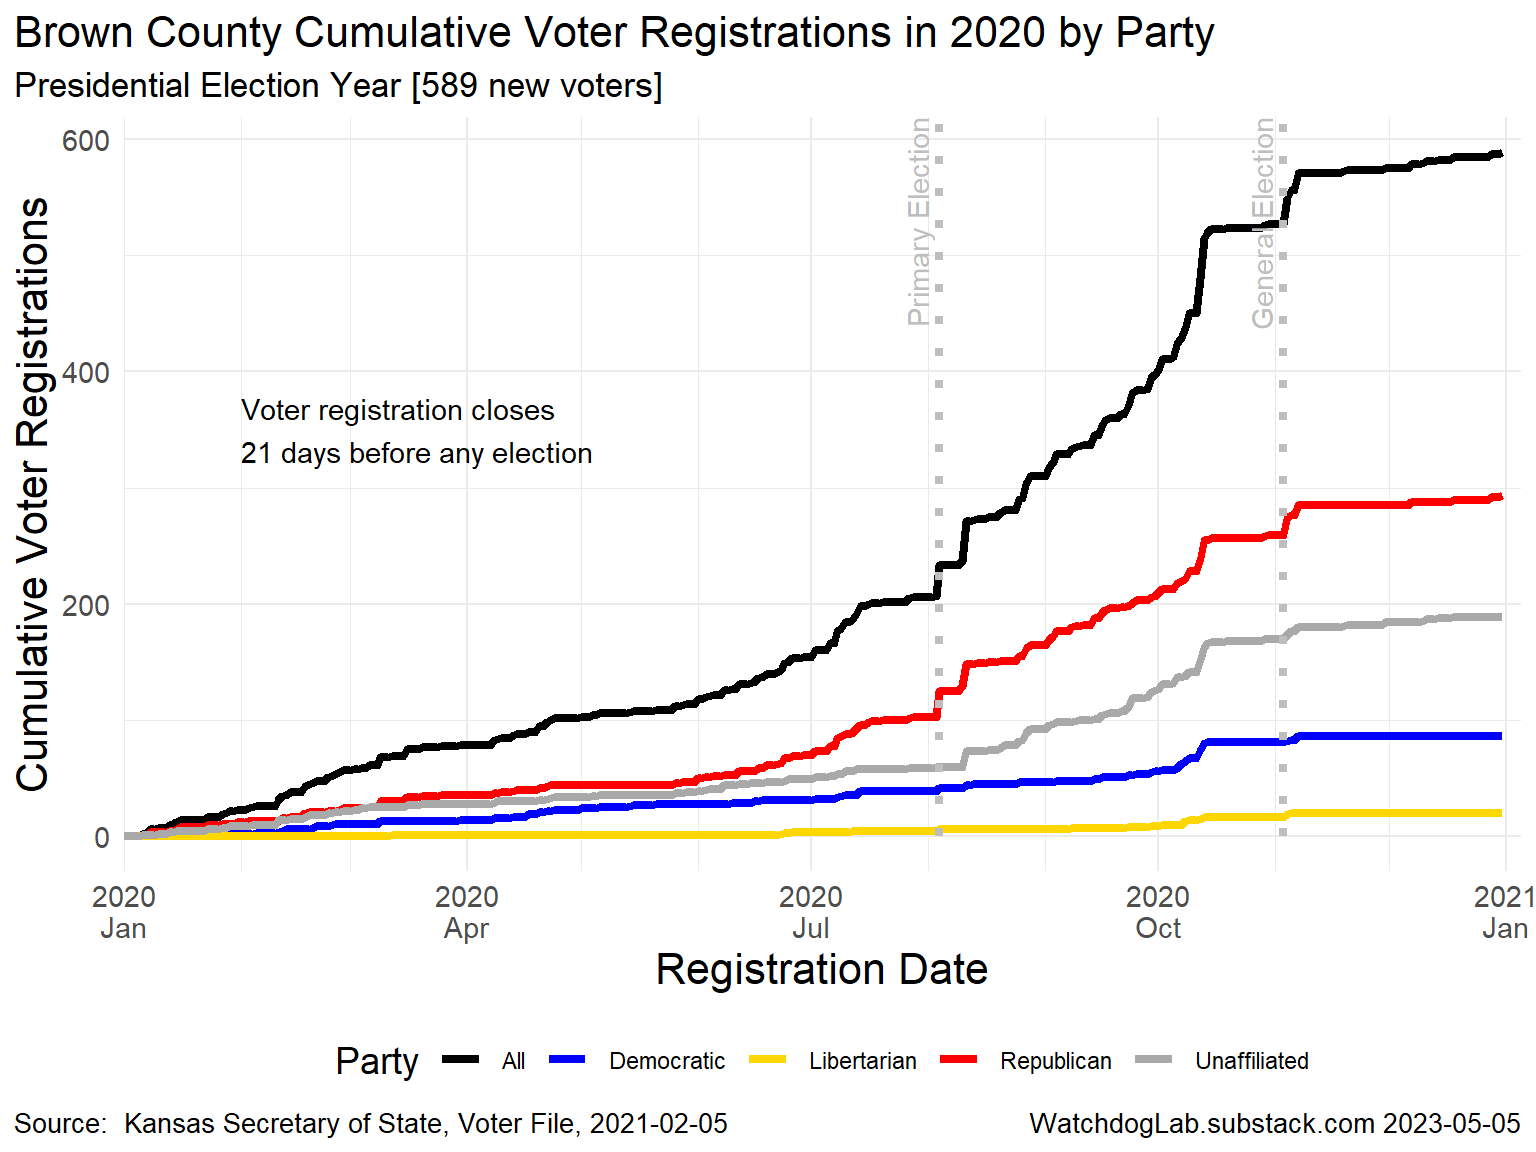 Brown County Cumulative Voter Registrations in 2020 by Party
Presidential Election Year [589 new voters]
Cumulative Voter Registrations
600
400
200
0
Primary Election
General Election
Voter registration closes
21 days before any election
2020
Jan
2020
Apr
2020
Jul
2020
Oct
2021
Jan
Registration Date
Party All Democratic Libertarian Republican Unaffiliated
Source:  Kansas Secretary of State, Voter File, 2021-02-05
WatchdogLab.substack.com 2023-05-05